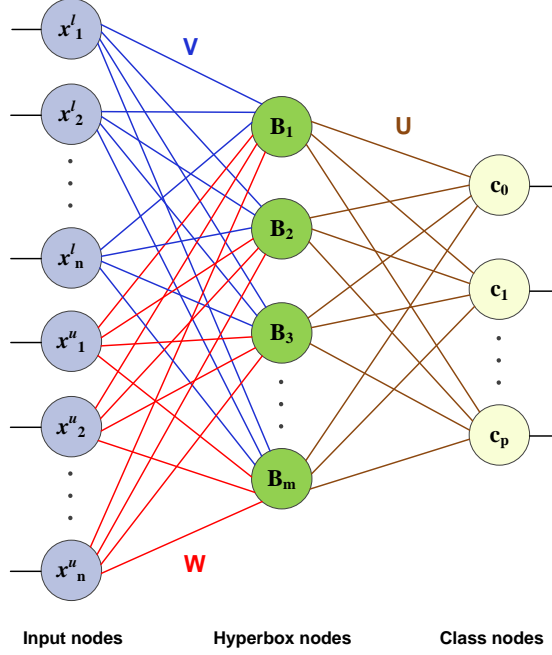 x^l_1
V
x^l_2
B_1
U
c_0
x^l_n
B_2
c_1
x^u_1
B_3
x^u_2
c_p
B_m
W
x^u_n
Input nodes
Hyperbox nodes
Class nodes